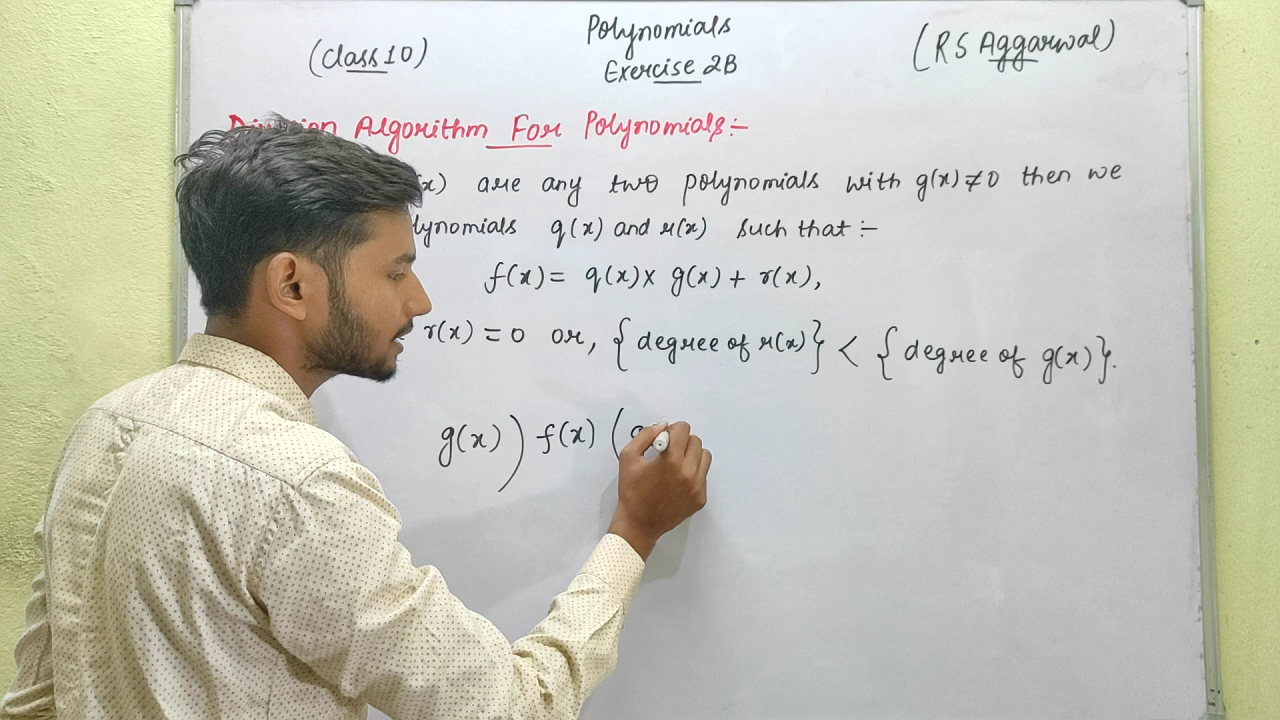 (Class 10)
Polynomials
Exercise 2B
(RS Aggarwal)
Algorithm For Polynomials:-
(x) are any two polynomials with g(x) ≠ 0 then we
lynomials q(x) and r(x) such that :-
f(x) = q(x) x g(x) + r(x),
r(x) = 0 or, {degree of r(x)} < {degree of g(x)}.
g(x) ) f(x) (